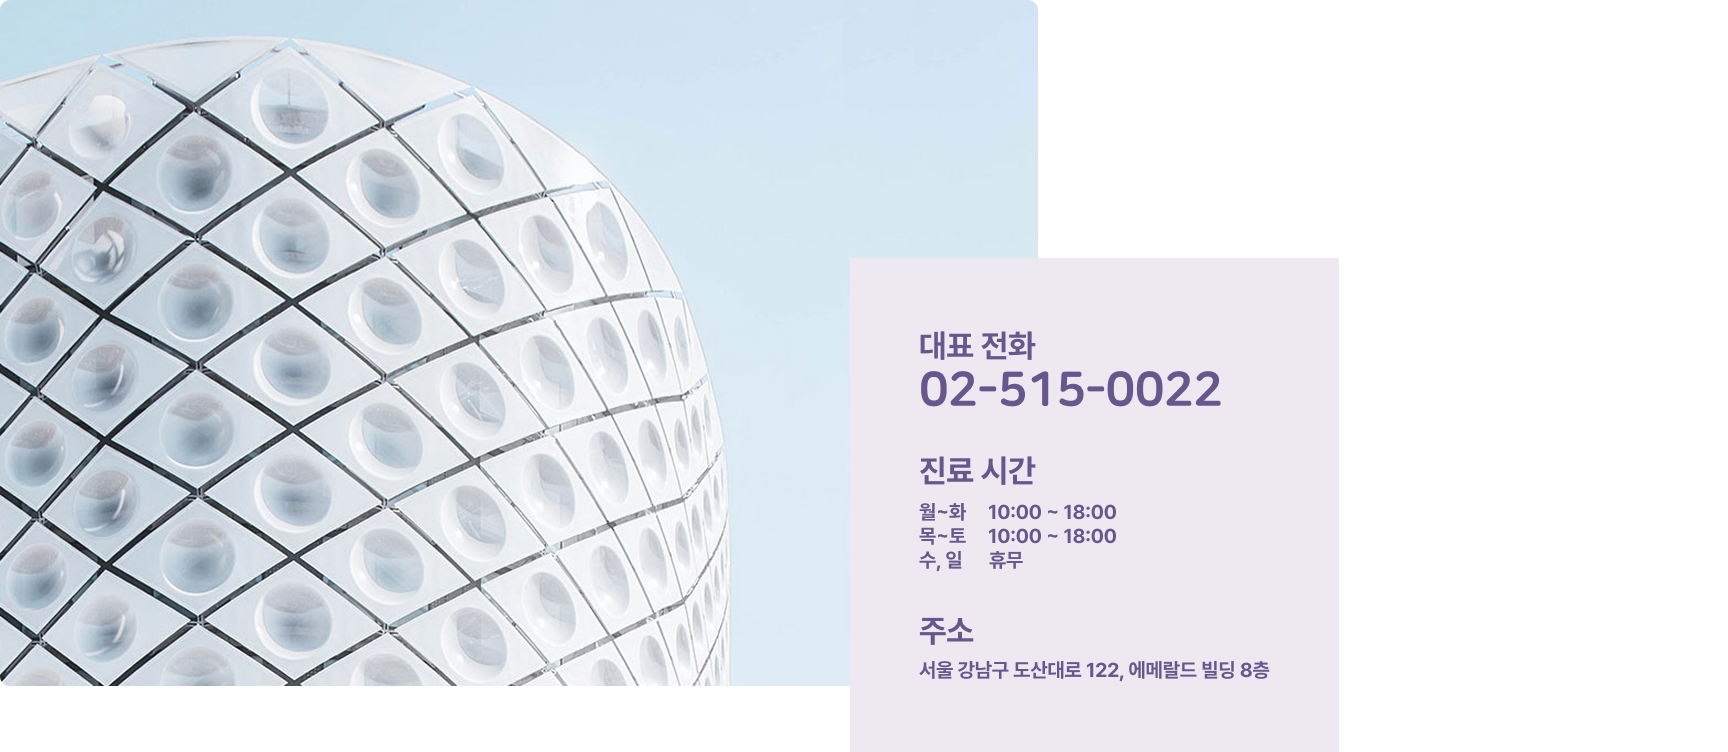 대표 전화
02-515-0022
진료 시간
월~화 10:00 ~ 18:00
목~토 10:00 ~ 18:00
수, 일 휴무
주소
서울 강남구 도산대로 122, 에메랄드 빌딩 8층